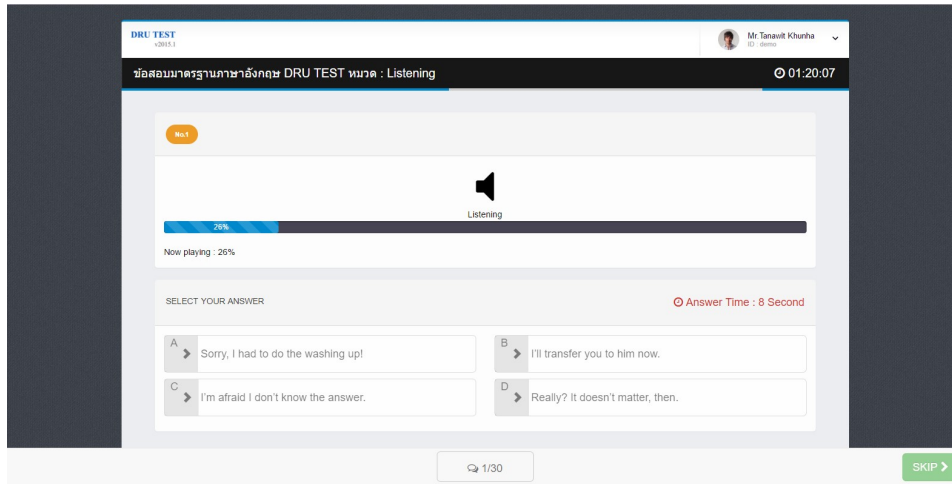 DRU TEST
v2015.1
Mr.Tanawit Khunha
ID : demo
ข้อสอบมาตรฐานภาษาอังกฤษ DRU TEST หมวด : Listening
01:20:07
No.1
Listening
26%
Now playing : 26%
SELECT YOUR ANSWER
Answer Time : 8 Second
A
Sorry, I had to do the washing up!
B
I'll transfer you to him now.
C
I'm afraid I don't know the answer.
D
Really? It doesn't matter, then.
1/30
SKIP